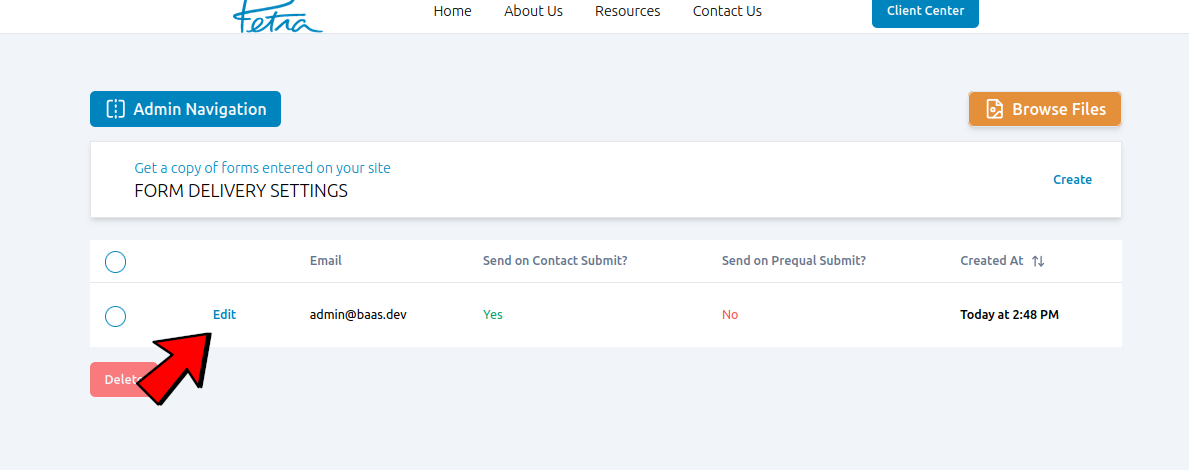 Petra
Home About Us Resources Contact Us Client Center
Admin Navigation Browse Files
Get a copy of forms entered on your site
FORM DELIVERY SETTINGS
Create
Email Send on Contact Submit? Send on Prequal Submit? Created At
Edit admin@baas.dev Yes No Today at 2:48 PM
Delete